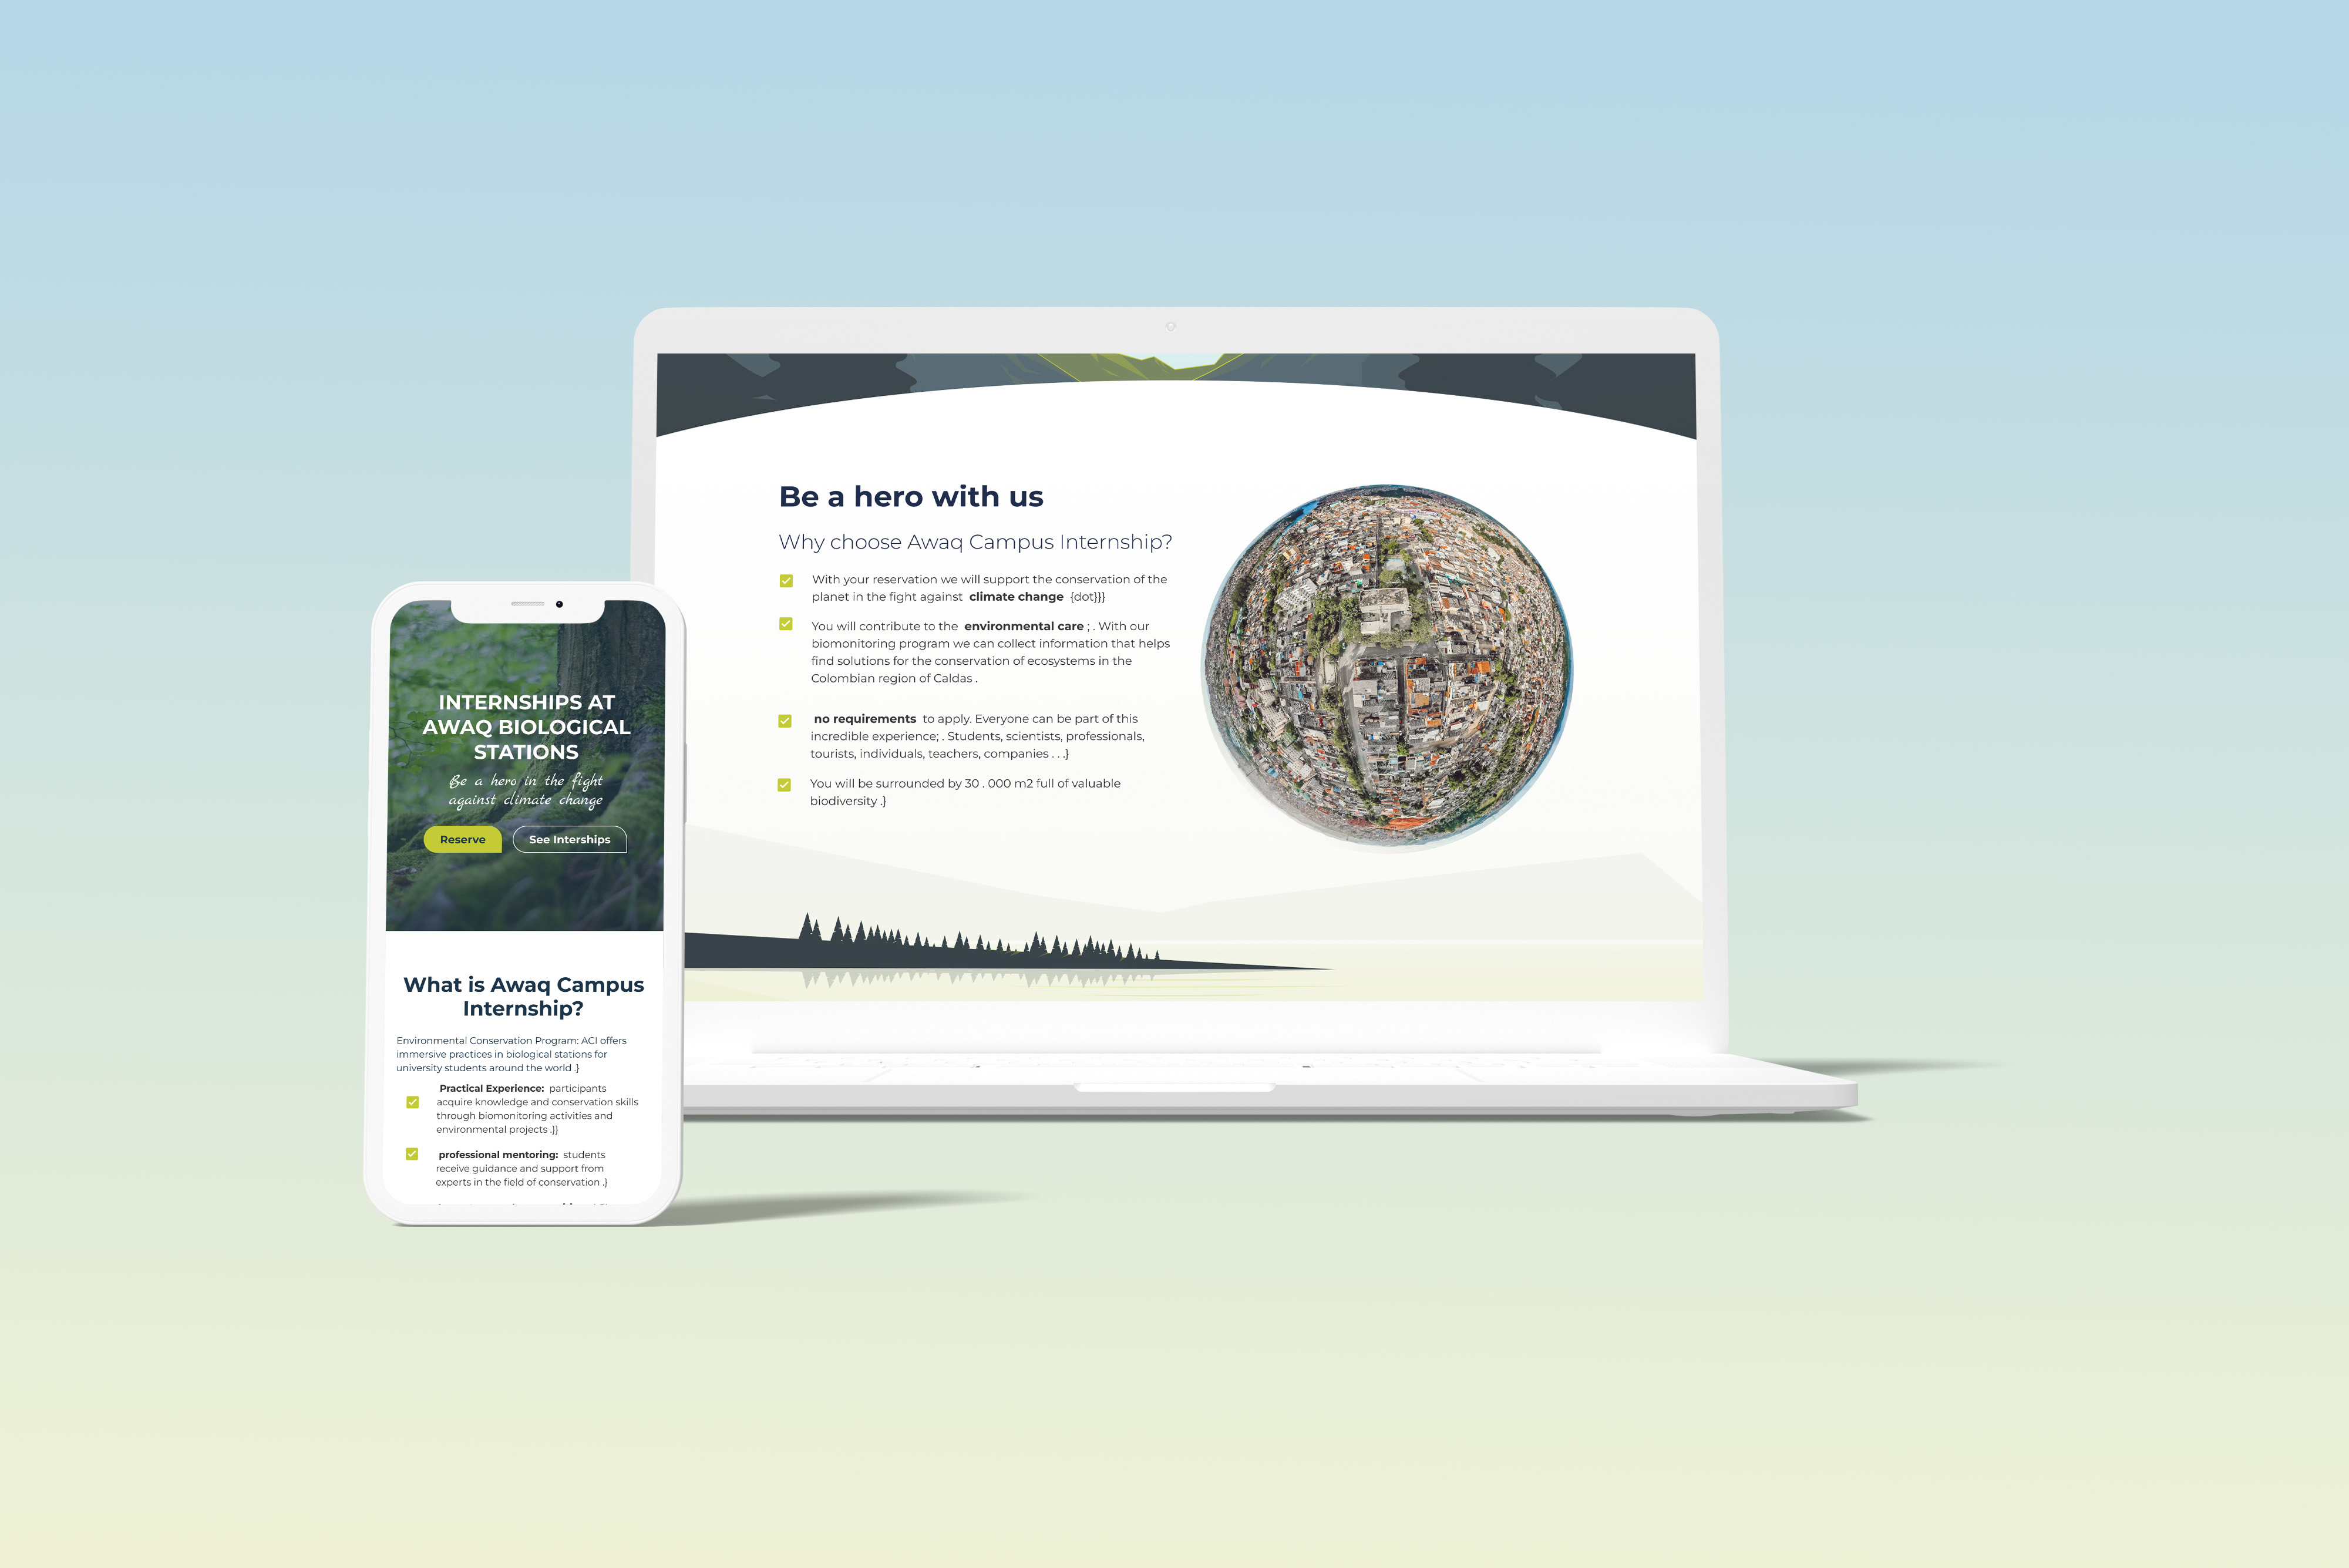 Be a hero with us
Why choose Awaq Campus Internship?
With your reservation we will support the conservation of the
planet in the fight against climate change {dot}}}
You will contribute to the environmental care ; . With our
biomonitoring program we can collect information that helps
find solutions for the conservation of ecosystems in the
Colombian region of Caldas .
no requirements to apply. Everyone can be part of this
incredible experience; . Students, scientists, professionals,
tourists, individuals, teachers, companies . . .}
You will be surrounded by 30 . 000 m2 full of valuable
biodiversity .}
INTERNSHIPS AT
AWAQ BIOLOGICAL
STATIONS
Be a hero in the fight
against climate change
Reserve
See Interships
What is Awaq Campus
Internship?
Environmental Conservation Program: ACI offers
immersive practices in biological stations for
university students around the world .}
Practical Experience: participants
acquire knowledge and conservation skills
through biomonitoring activities and
environmental projects .}}
professional mentoring: students
receive guidance and support from
experts in the field of conservation .}